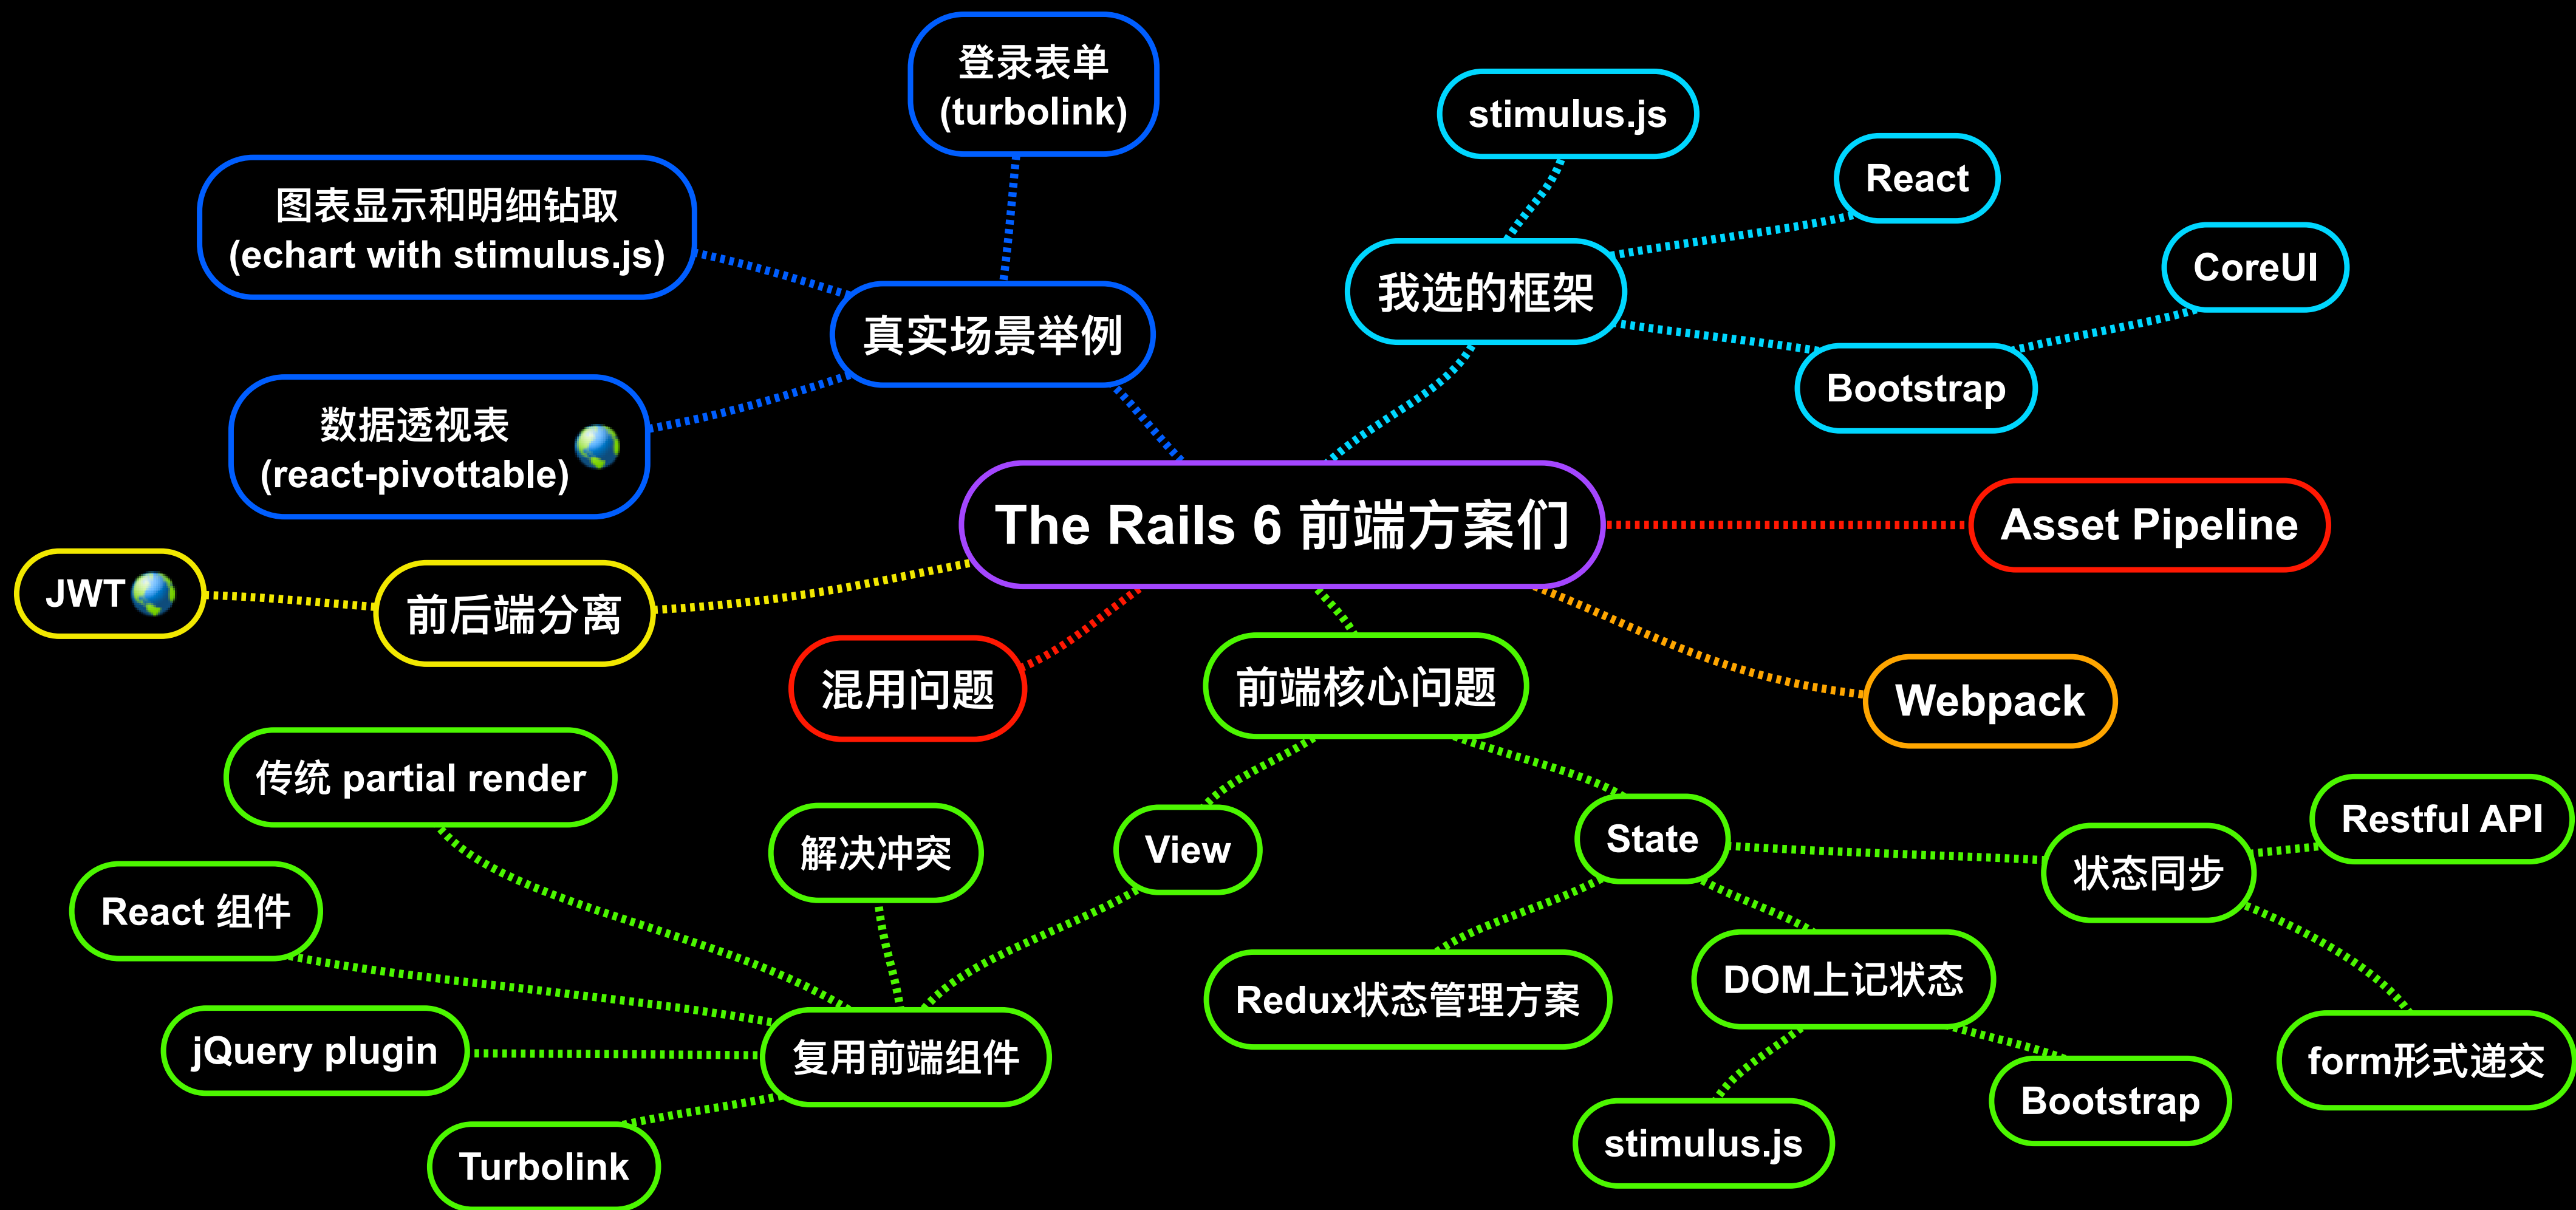 登录表单
(turbolink)
stimulus.js
React
图表显示和明细钻取
(echart with stimulus.js)
CoreUI
我选的框架
真实场景举例
Bootstrap
数据透视表
(react-pivottable)
The Rails 6 前端方案们
Asset Pipeline
JWT
前后端分离
混用问题
前端核心问题
Webpack
传统 partial render
解决冲突
View
State
Restful API
状态同步
React 组件
Redux状态管理方案
DOM上记状态
jQuery plugin
复用前端组件
form形式递交
Bootstrap
stimulus.js
Turbolink